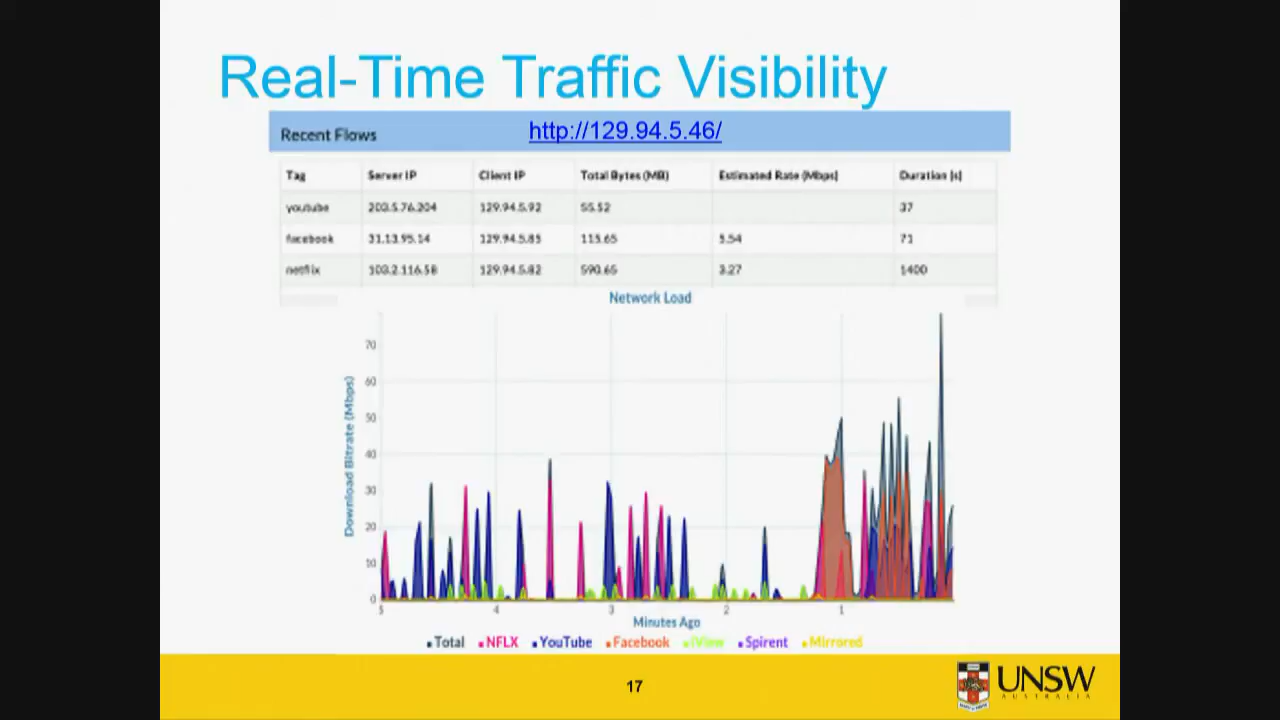 Real-Time Traffic Visibility
Recent Flows http://129.94.5.46/
Tag Server IP Client IP Total Bytes (MB) Estimated Rate (Mbps) Duration (s)
youtube 203.5.76.204 129.94.5.92 55.52 37
facebook 31.13.95.14 129.94.5.85 115.65 5.54 71
netflix 103.2.116.58 129.94.5.82 590.65 3.27 1400
Network Load
Download Bitrate (Mbps)
70
60
50
40
30
20
10
0
5 4 3 2 1
Minutes Ago
Total NFLX YouTube Facebook iView Spirent Mirrored
17
UNSW
AUSTRALIA